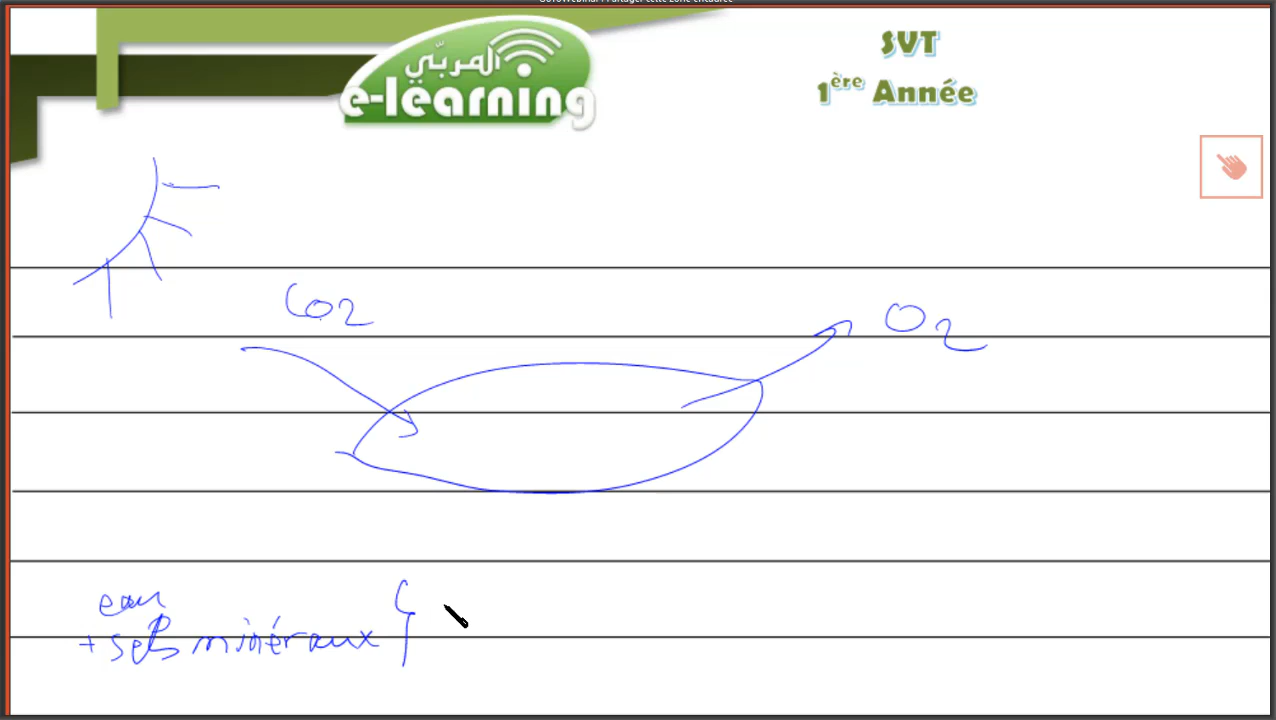 SVT
المربّي
e-learning
1ère Année
CO2
O2
eau
+ sels minéraux {